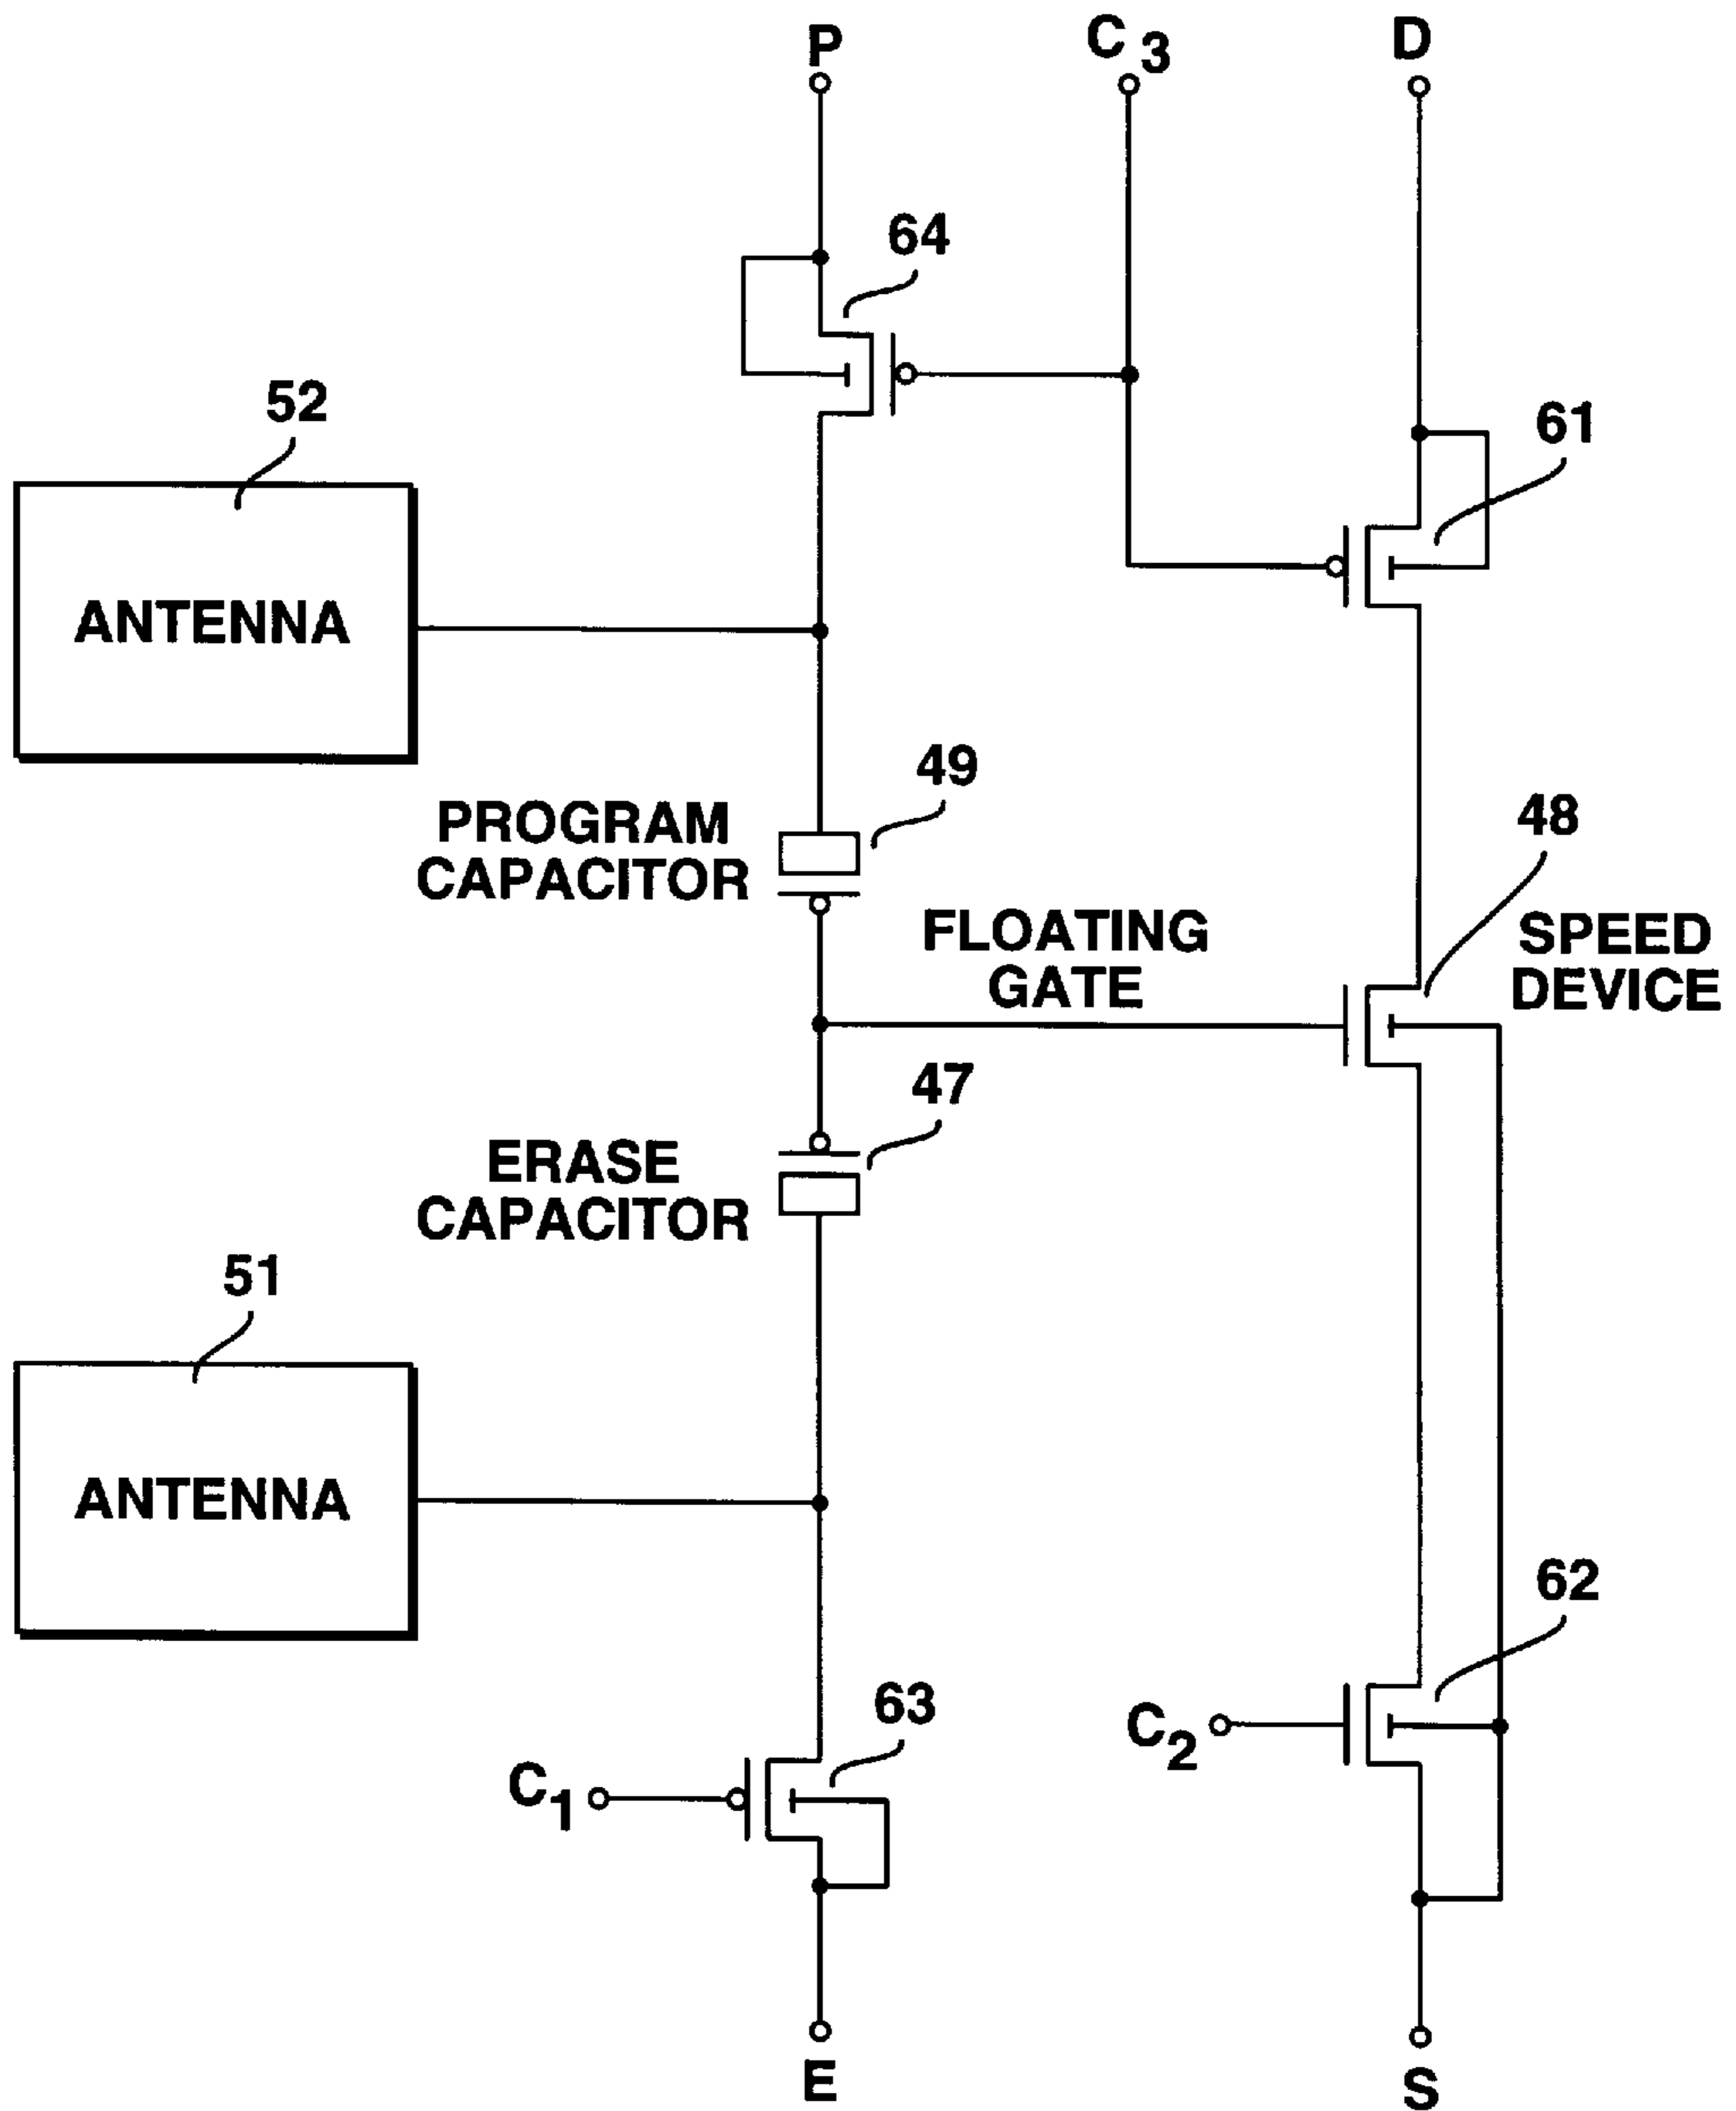 P
C3
D
64
52
61
ANTENNA
49
PROGRAM
CAPACITOR
48
FLOATING
GATE
SPEED
DEVICE
47
ERASE
CAPACITOR
51
ANTENNA
62
63
C2
C1
E
S